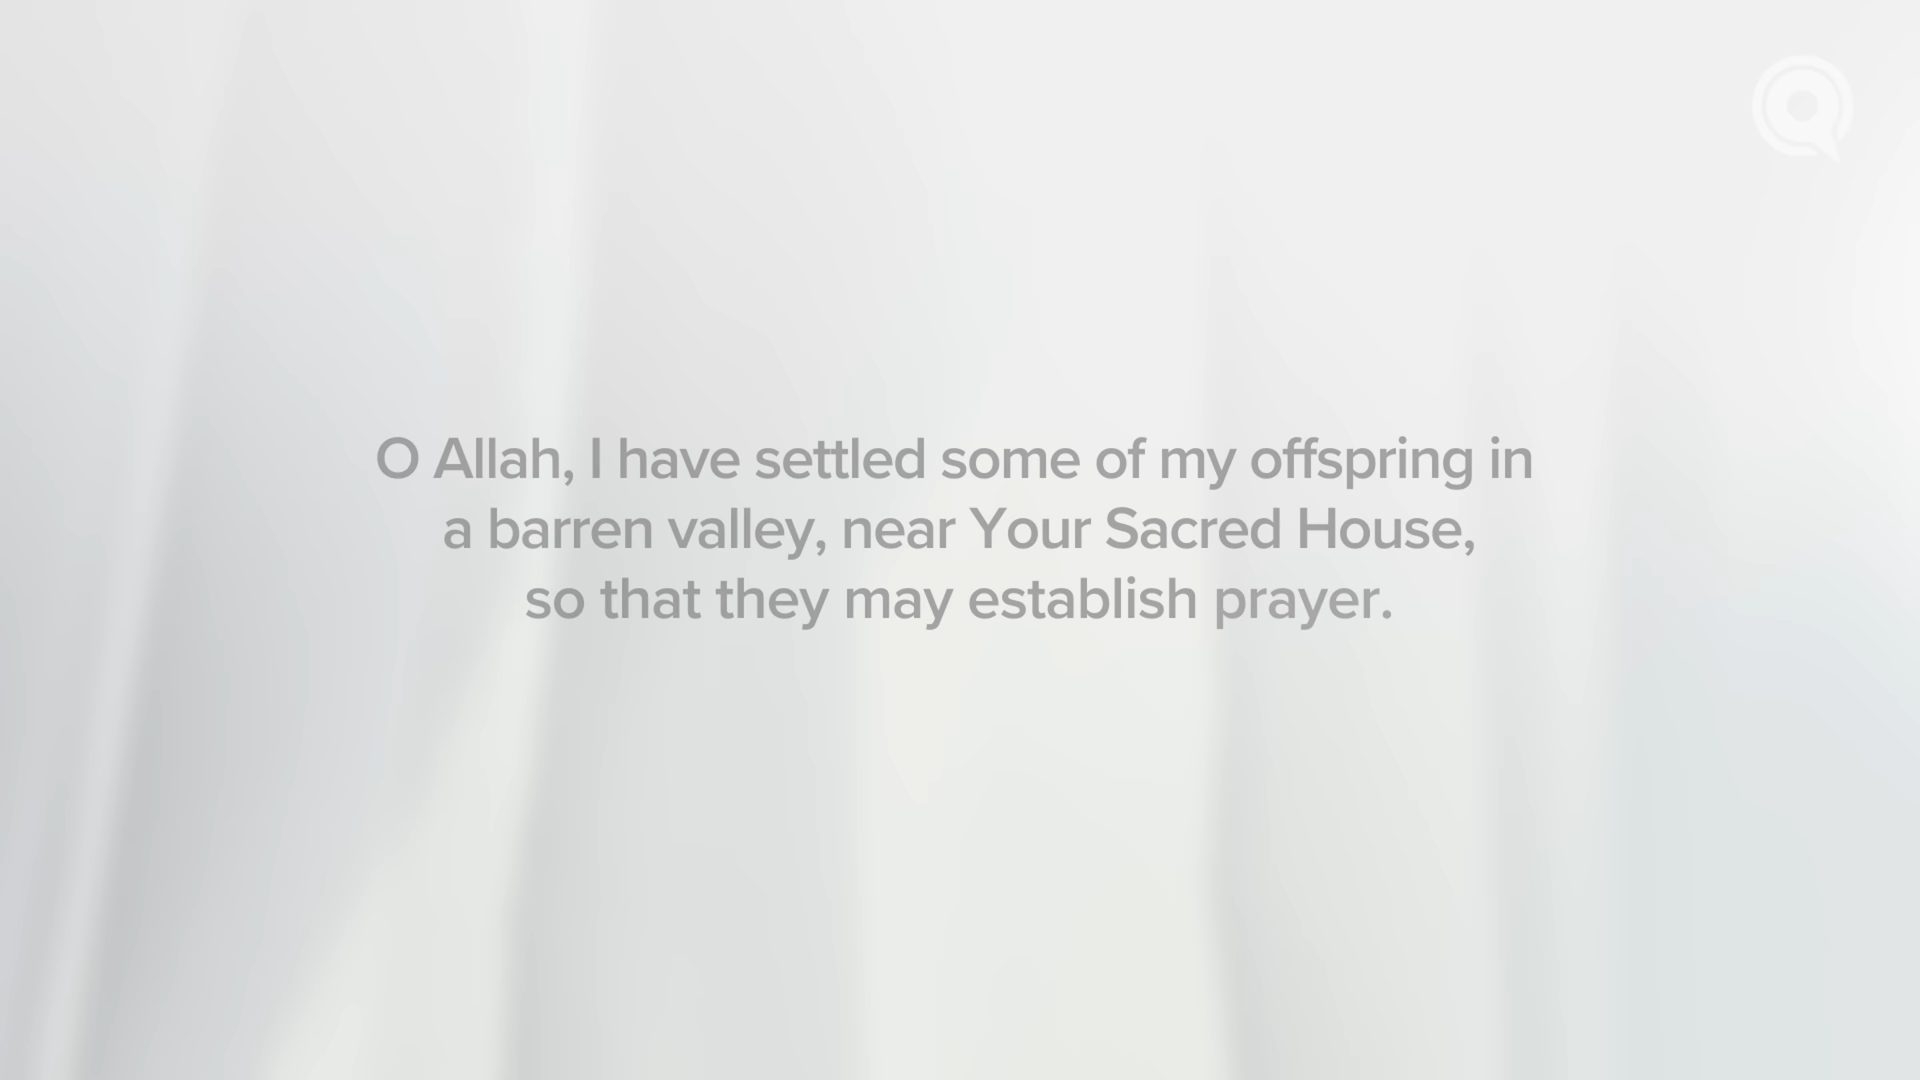 O Allah, I have settled some of my offspring in
a barren valley, near Your Sacred House,
so that they may establish prayer.